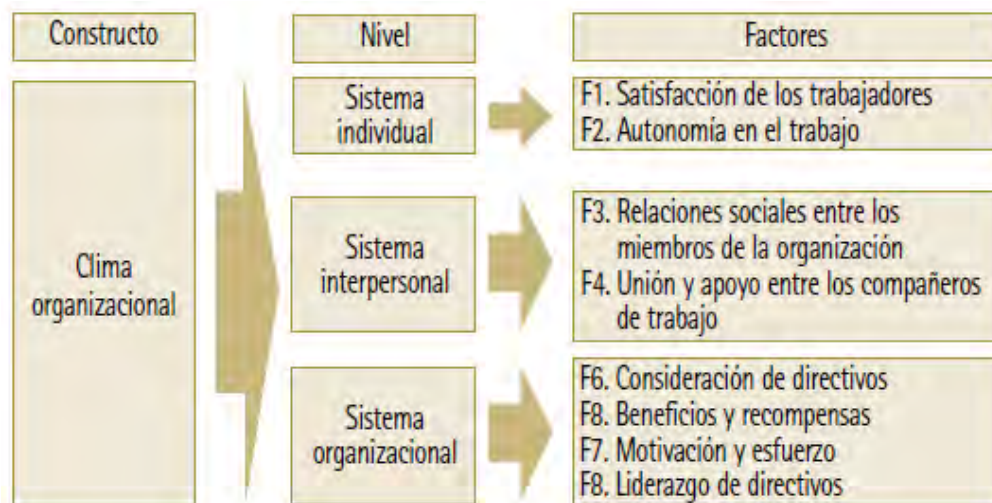 Constructo
Nivel
Factores
Clima
organizacional
Sistema
individual
F1. Satisfacción de los trabajadores
F2. Autonomía en el trabajo
Sistema
interpersonal
F3. Relaciones sociales entre los
miembros de la organización
F4. Unión y apoyo entre los compañeros
de trabajo
Sistema
organizacional
F6. Consideración de directivos
F8. Beneficios y recompensas
F7. Motivación y esfuerzo
F8. Liderazgo de directivos